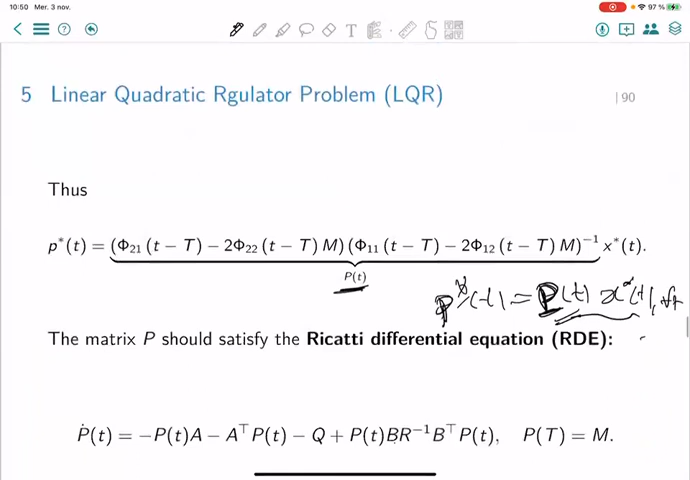 10:50 Mer. 3 nov.
97 %
5 Linear Quadratic Rgulator Problem (LQR)
| 90
Thus
p*(t) = (Φ₂₁ (t − T) − 2Φ₂₂ (t − T) M) (Φ₁₁ (t − T) − 2Φ₁₂ (t − T) M)⁻¹ x*(t).
P(t)
p*(t) = P(t) x*(t), ∀t
The matrix P should satisfy the Ricatti differential equation (RDE):
Ṗ(t) = −P(t)A − A⊤P(t) − Q + P(t)BR⁻¹B⊤P(t), P(T) = M.